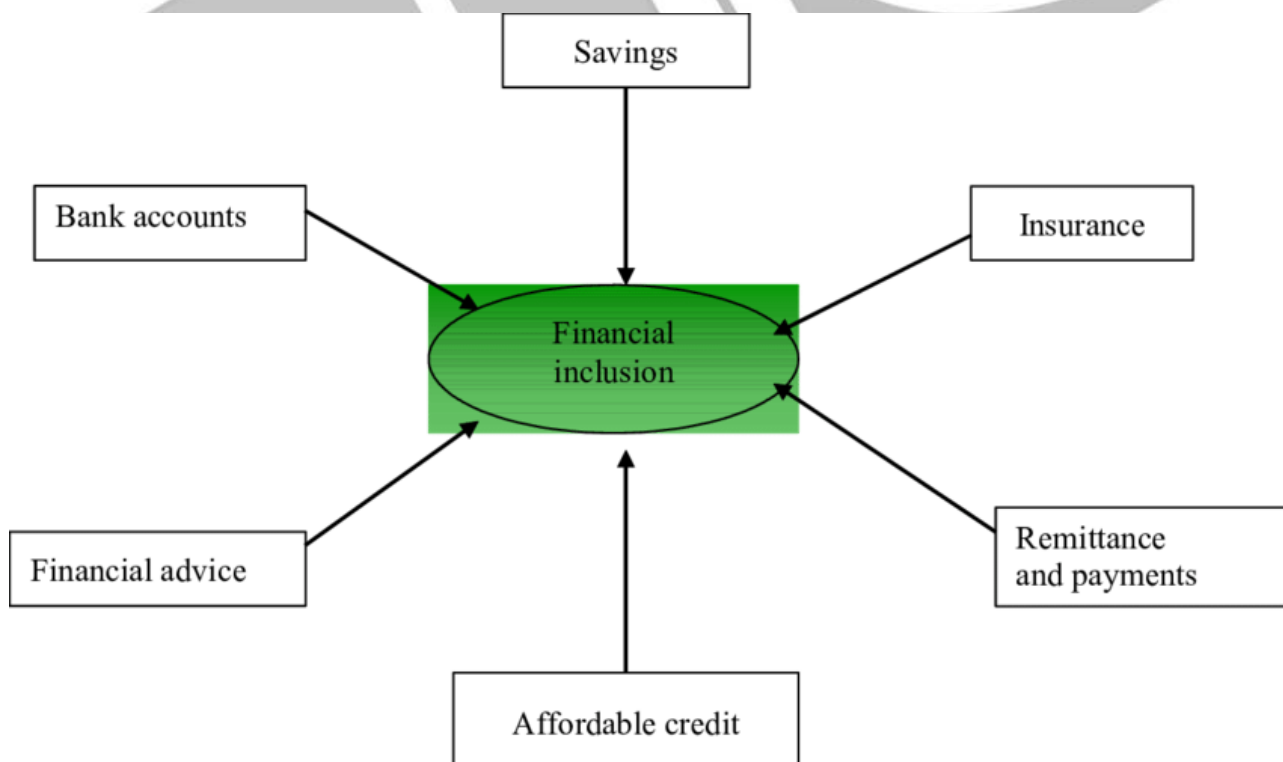 Savings
Bank accounts
Insurance
Financial
inclusion
Financial advice
Remittance
and payments
Affordable credit